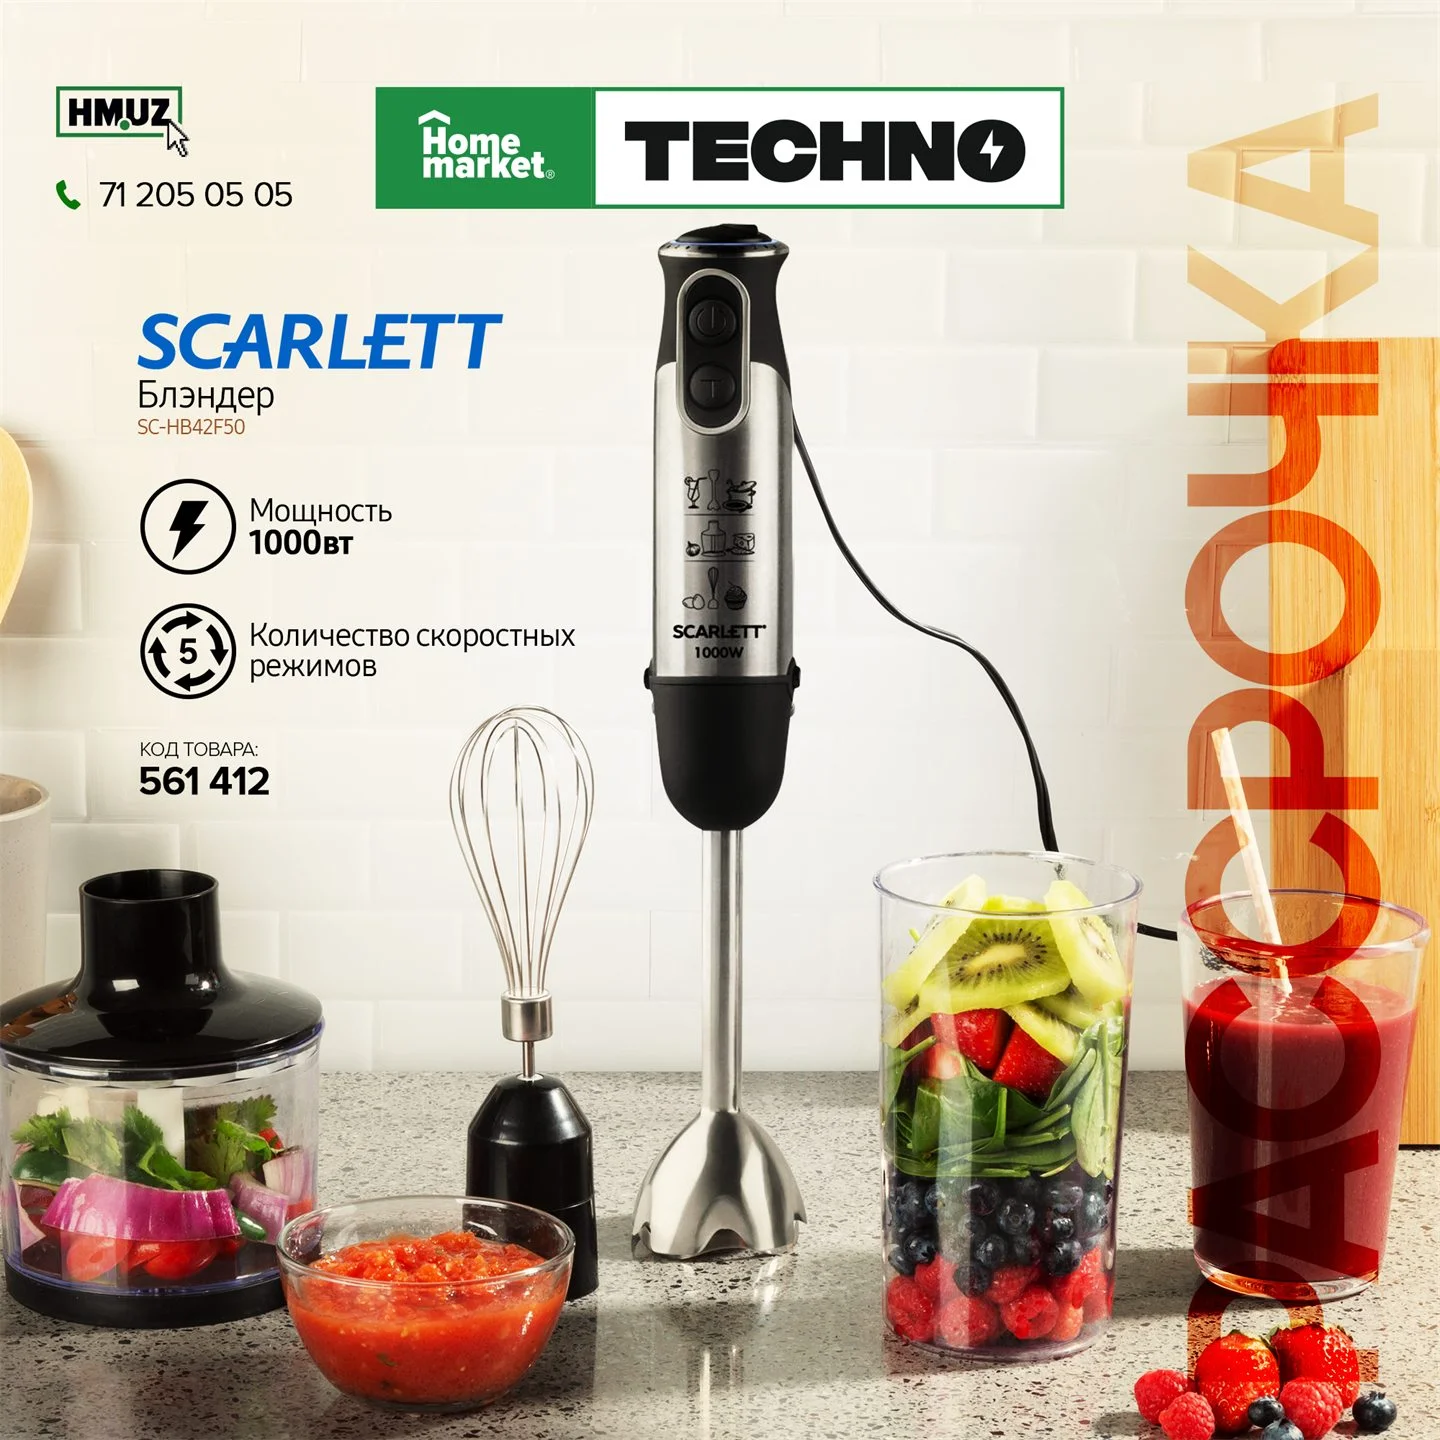 HM.UZ
71 205 05 05
Home
market®
TECHNO
SCARLETT
Блэндер
SC-HB42F50
Мощность
1000вт
5
Количество скоростных
режимов
КОД ТОВАРА:
561 412
T
SCARLETT®
1000W
РАССРОЧКА